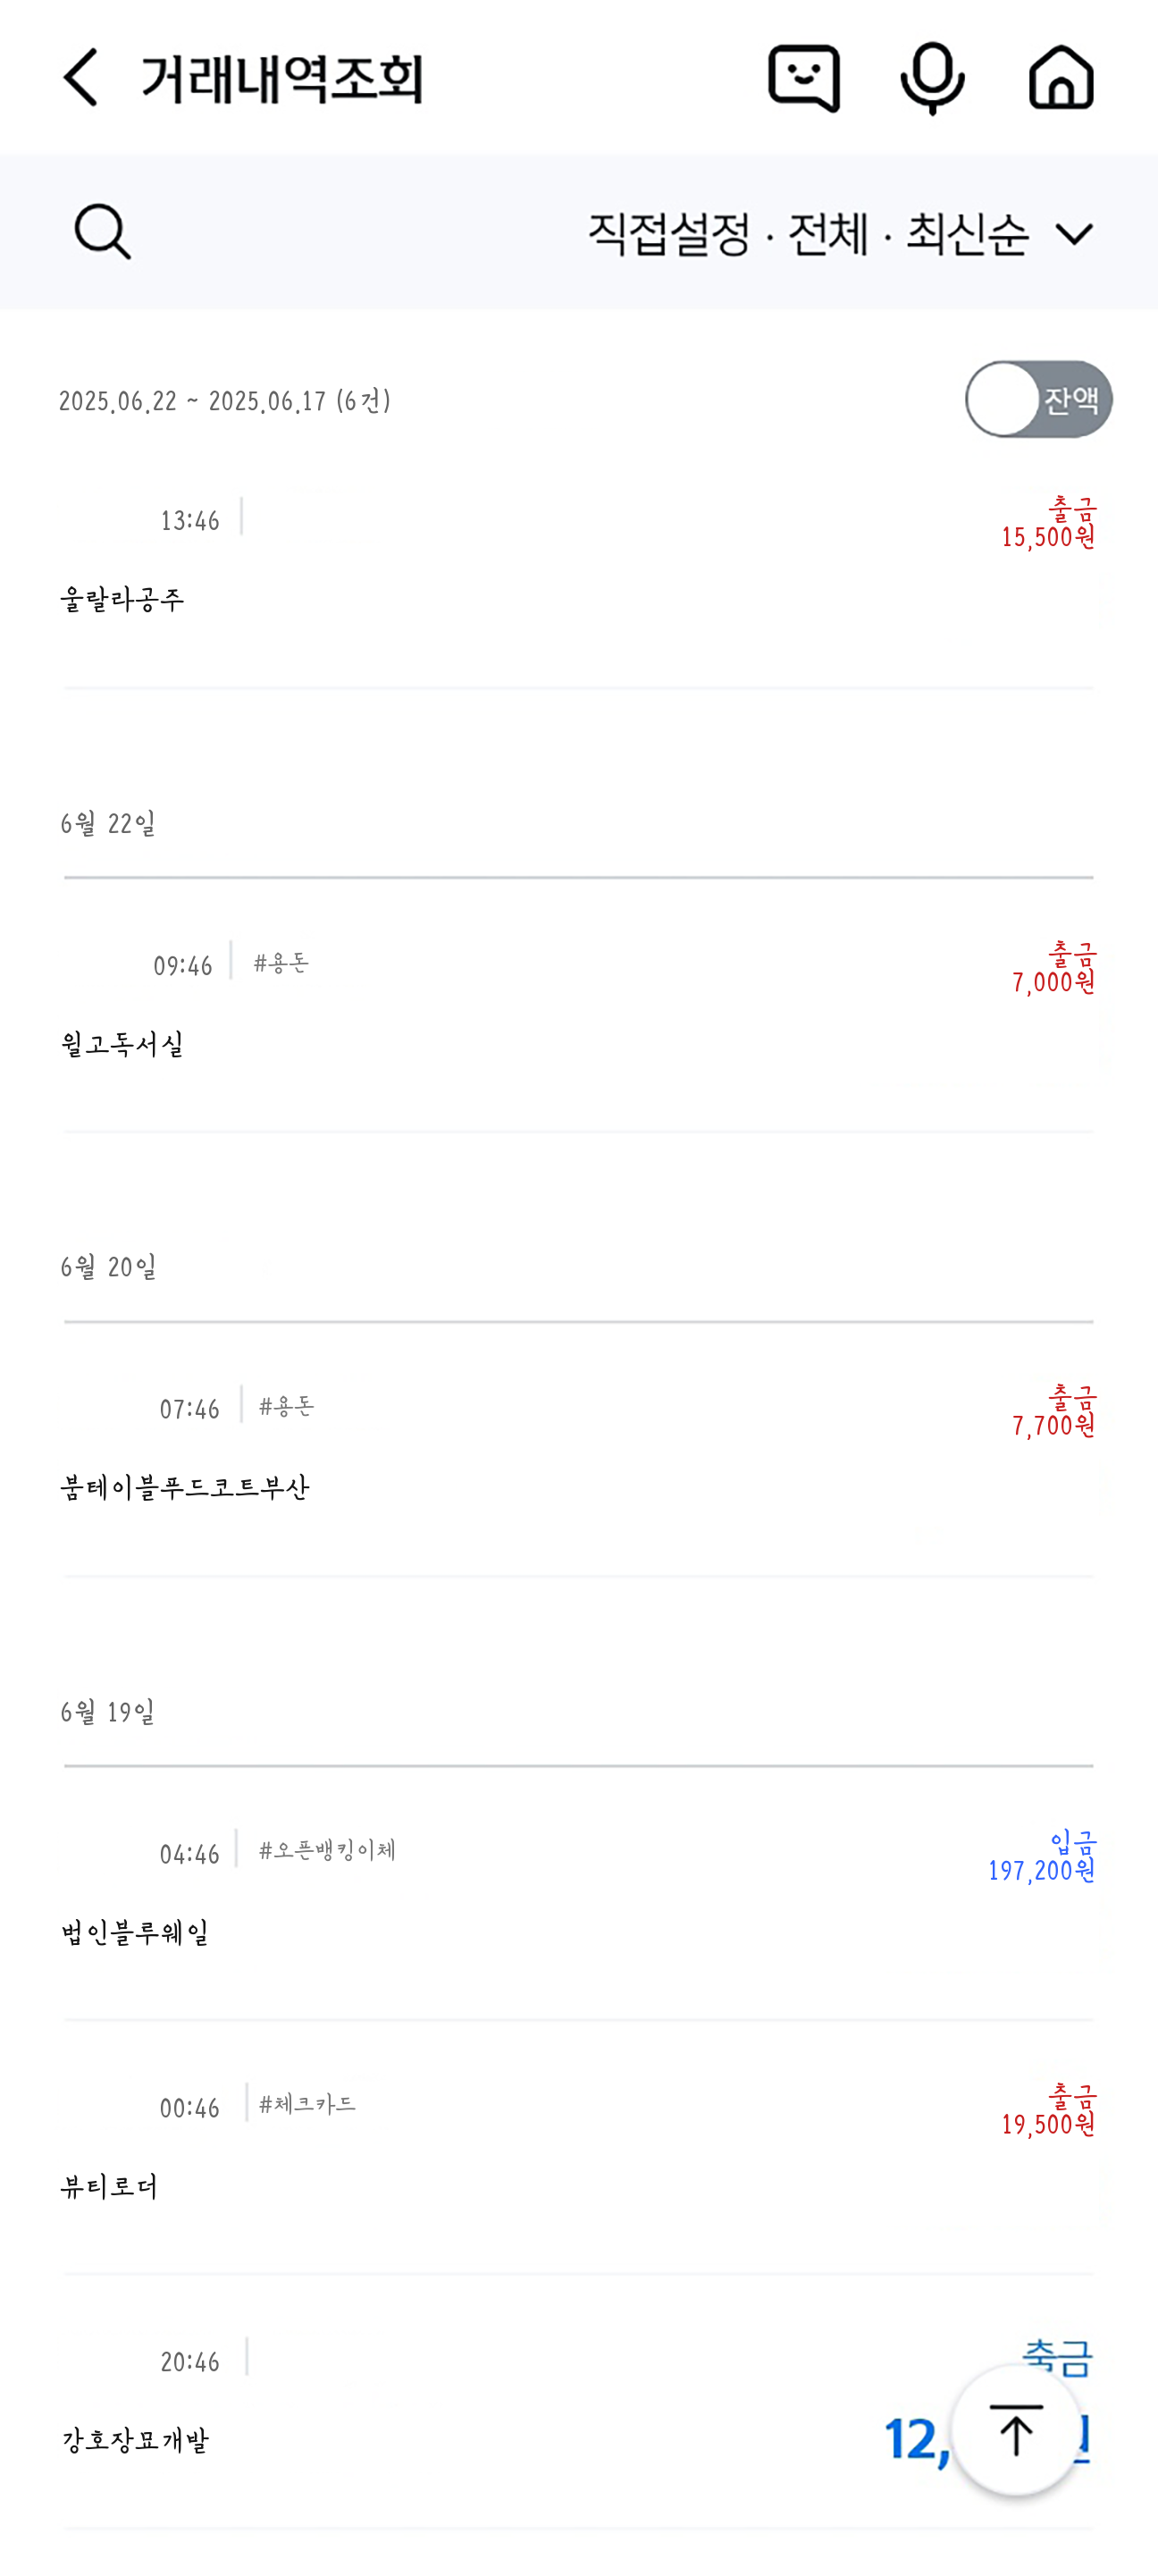 거래내역조회
직접설정 · 전체 · 최신순
2025.06.22 ~ 2025.06.17 (6건)
잔액
13:46
출금
15,500원
울랄라공주
6월 22일
09:46 #용돈
출금
7,000원
월고독서실
6월 20일
07:46 #용돈
출금
7,700원
붐테이블푸드코트부산
6월 19일
04:46 #오픈뱅킹이체
입금
197,200원
법인블루웨일
00:46 #체크카드
출금
19,500원
뷰티로더
20:46
강호장묘개발
12,